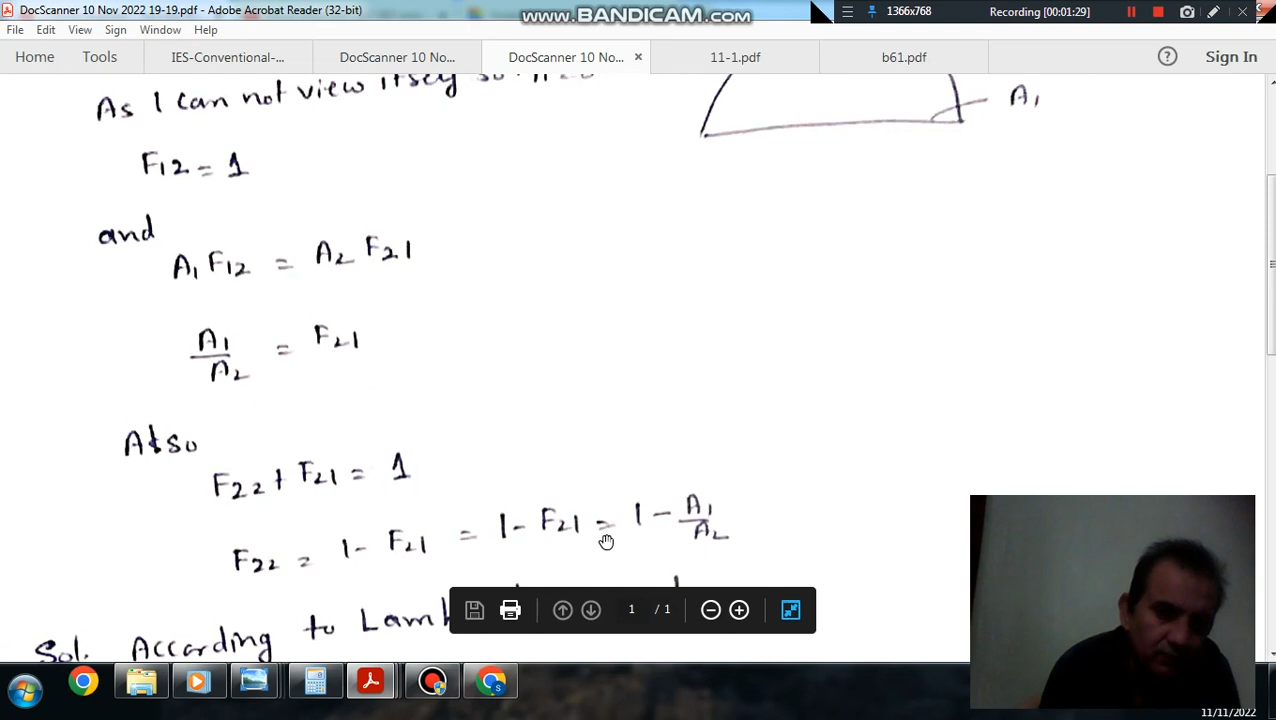 DocScanner 10 Nov 2022 19-19.pdf - Adobe Acrobat Reader (32-bit)
www.BANDICAM.com
1366x768
Recording [00:01:29]
File Edit View Sign Window Help
Home Tools IES-Conventional-... DocScanner 10 No... DocScanner 10 No... × 11-1.pdf b61.pdf Sign In
As 1 can not view itself so
A1
F12 = 1
and
A1 F12 = A2 F21
A1/A2 = F21
Also
F22 + F21 = 1
F22 = 1 - F21 = 1 - F21 = 1 - A1/A2
1 / 1
Sol. According to Lamb
11/11/2022